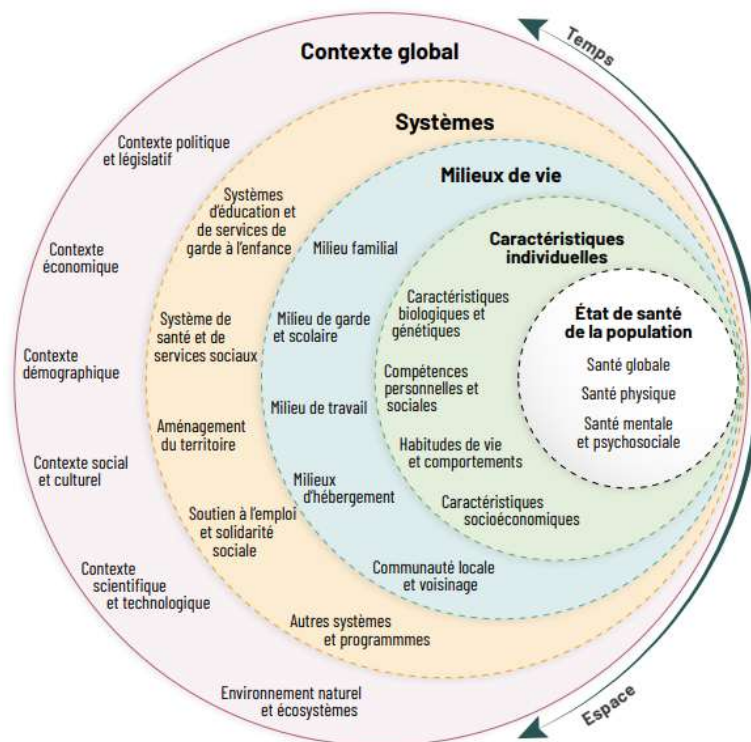 Contexte global
Temps
Contexte politique
et législatif
Contexte
économique
Contexte
démographique
Contexte social
et culturel
Contexte
scientifique
et technologique
Environnement naturel
et écosystèmes
Systèmes
Systèmes
d'éducation et
de services de
garde à l'enfance
Système de
santé et de
services sociaux
Aménagement
du territoire
Soutien à l'emploi
et solidarité
sociale
Autres systèmes
et programmmes
Milieux de vie
Milieu familial
Milieu de garde
et scolaire
Milieu de travail
Milieux
d'hébergement
Communauté locale
et voisinage
Caractéristiques
individuelles
Caractéristiques
biologiques et
génétiques
Compétences
personnelles et
sociales
Habitudes de vie
et comportements
Caractéristiques
socioéconomiques
État de santé
de la population
Santé globale
Santé physique
Santé mentale
et psychosociale
Espace